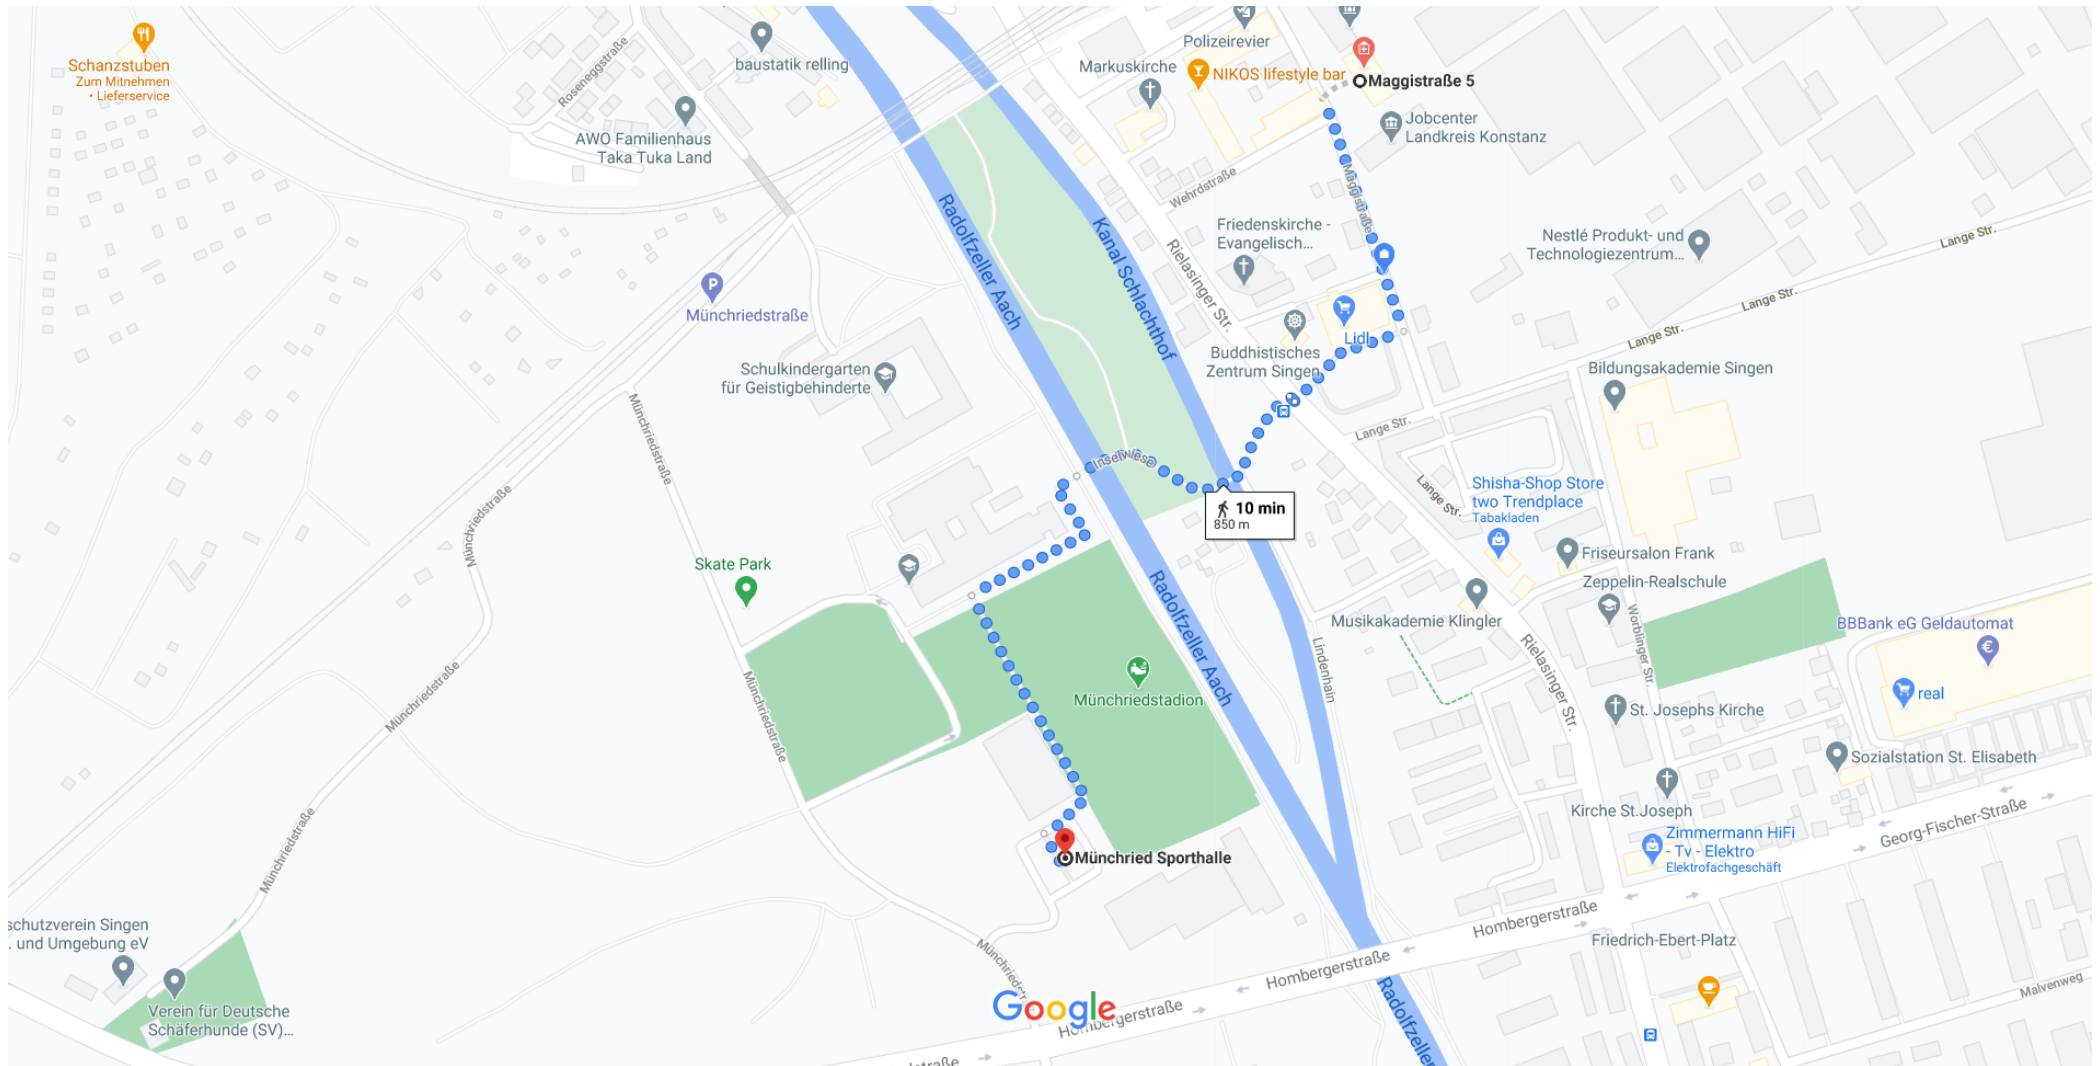 Schanzstuben
Zum Mitnehmen
• Lieferservice
Roseneggstraße
baustatik relling
AWO Familienhaus
Taka Tuka Land
Polizeirevier
Markuskirche
NIKOS lifestyle bar
Maggistraße 5
Jobcenter
Landkreis Konstanz
Maggistraße
Wehrdstraße
Radolfzeller Aach
Kanal Schlachthof
Rielasinger Str.
Friedenskirche -
Evangelisch...
Nestlé Produkt- und
Technologiezentrum...
Lange Str.
Lange Str.
Lange Str.
P
Münchriedstraße
Lidl
Buddhistisches
Zentrum Singen
Schulkindergarten
für Geistigbehinderte
Bildungsakademie Singen
Lange Str.
Münchriedstraße
Inselwiese
Münchriedstraße
Lange Str.
Shisha-Shop Store
two Trendplace
Tabakladen
10 min
850 m
Friseursalon Frank
Zeppelin-Realschule
Skate Park
Radolfzeller Aach
Musikakademie Klingler
Worblinger Str.
BBBank eG Geldautomat
€
real
Lindenhain
Rielasinger Str.
Münchriedstadion
St. Josephs Kirche
Münchriedstraße
Münchriedstraße
Sozialstation St. Elisabeth
Kirche St.Joseph
Georg-Fischer-Straße
Zimmermann HiFi
- Tv - Elektro
Elektrofachgeschäft
Münchried Sporthalle
Münchriedstraße
Hombergerstraße
schutzverein Singen
. und Umgebung eV
Friedrich-Ebert-Platz
Hombergerstraße
Münchriedstr
Verein für Deutsche
Schäferhunde (SV)...
Google
Hombergerstraße
Radolfzeller
Malvenweg
straße